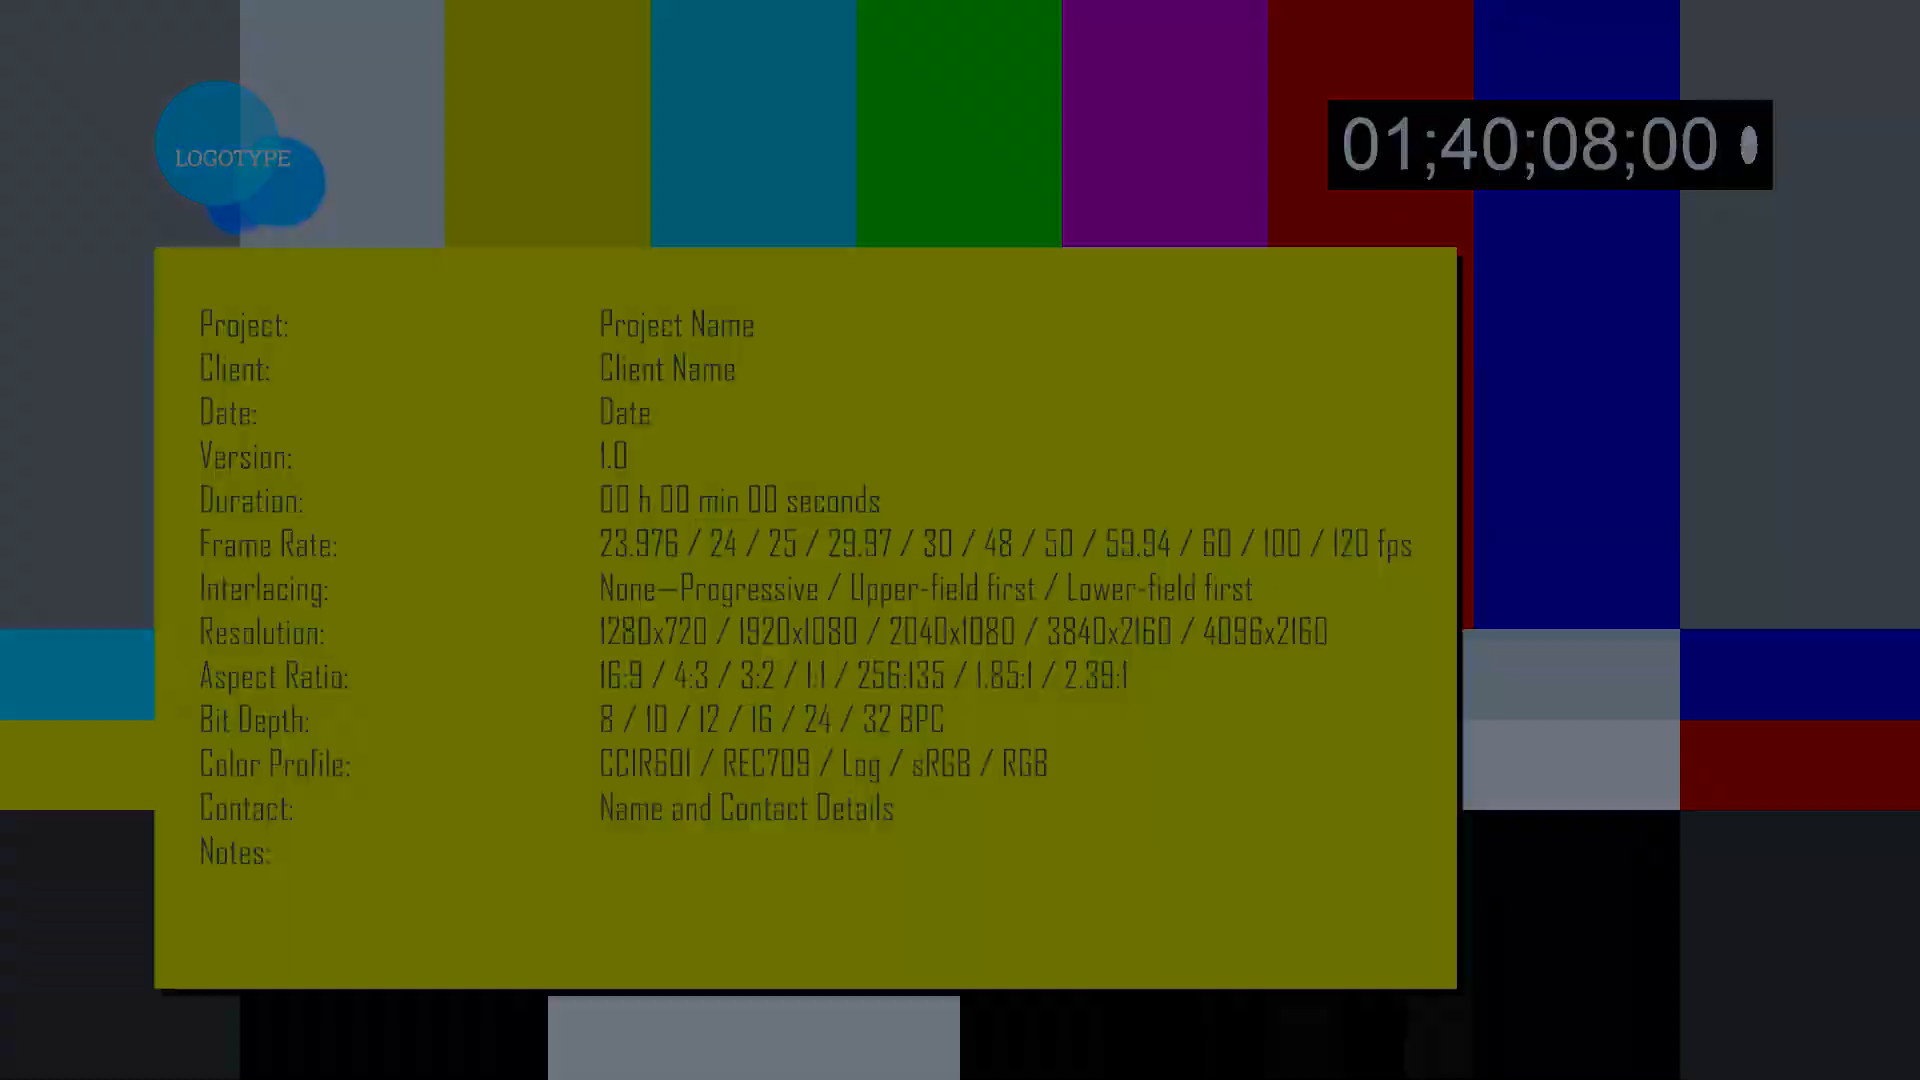 LOGOTYPE
01;40;08;00
Project: Project Name
Client: Client Name
Date: Date
Version: 1.0
Duration: 00 h 00 min 00 seconds
Frame Rate: 23.976 / 24 / 25 / 29.97 / 30 / 48 / 50 / 59.94 / 60 / 100 / 120 fps
Interlacing: None—Progressive / Upper-field first / Lower-field first
Resolution: 1280x720 / 1920x1080 / 2040x1080 / 3840x2160 / 4096x2160
Aspect Ratio: 16:9 / 4:3 / 3:2 / 1:1 / 256:135 / 1.85:1 / 2.39:1
Bit Depth: 8 / 10 / 12 / 16 / 24 / 32 BPC
Color Profile: CCIR601 / REC709 / Log / sRGB / RGB
Contact: Name and Contact Details
Notes: